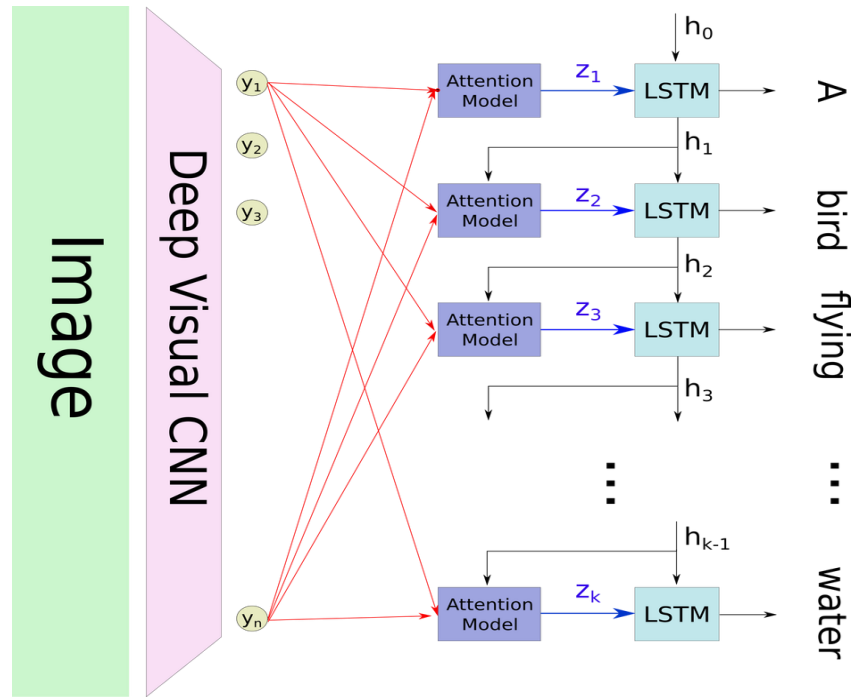 Image
Deep Visual CNN
y1
y2
y3
yn
h0
Attention
Model
z1
LSTM
A
h1
Attention
Model
z2
LSTM
bird
h2
Attention
Model
z3
LSTM
flying
h3
...
...
hk-1
Attention
Model
zk
LSTM
water